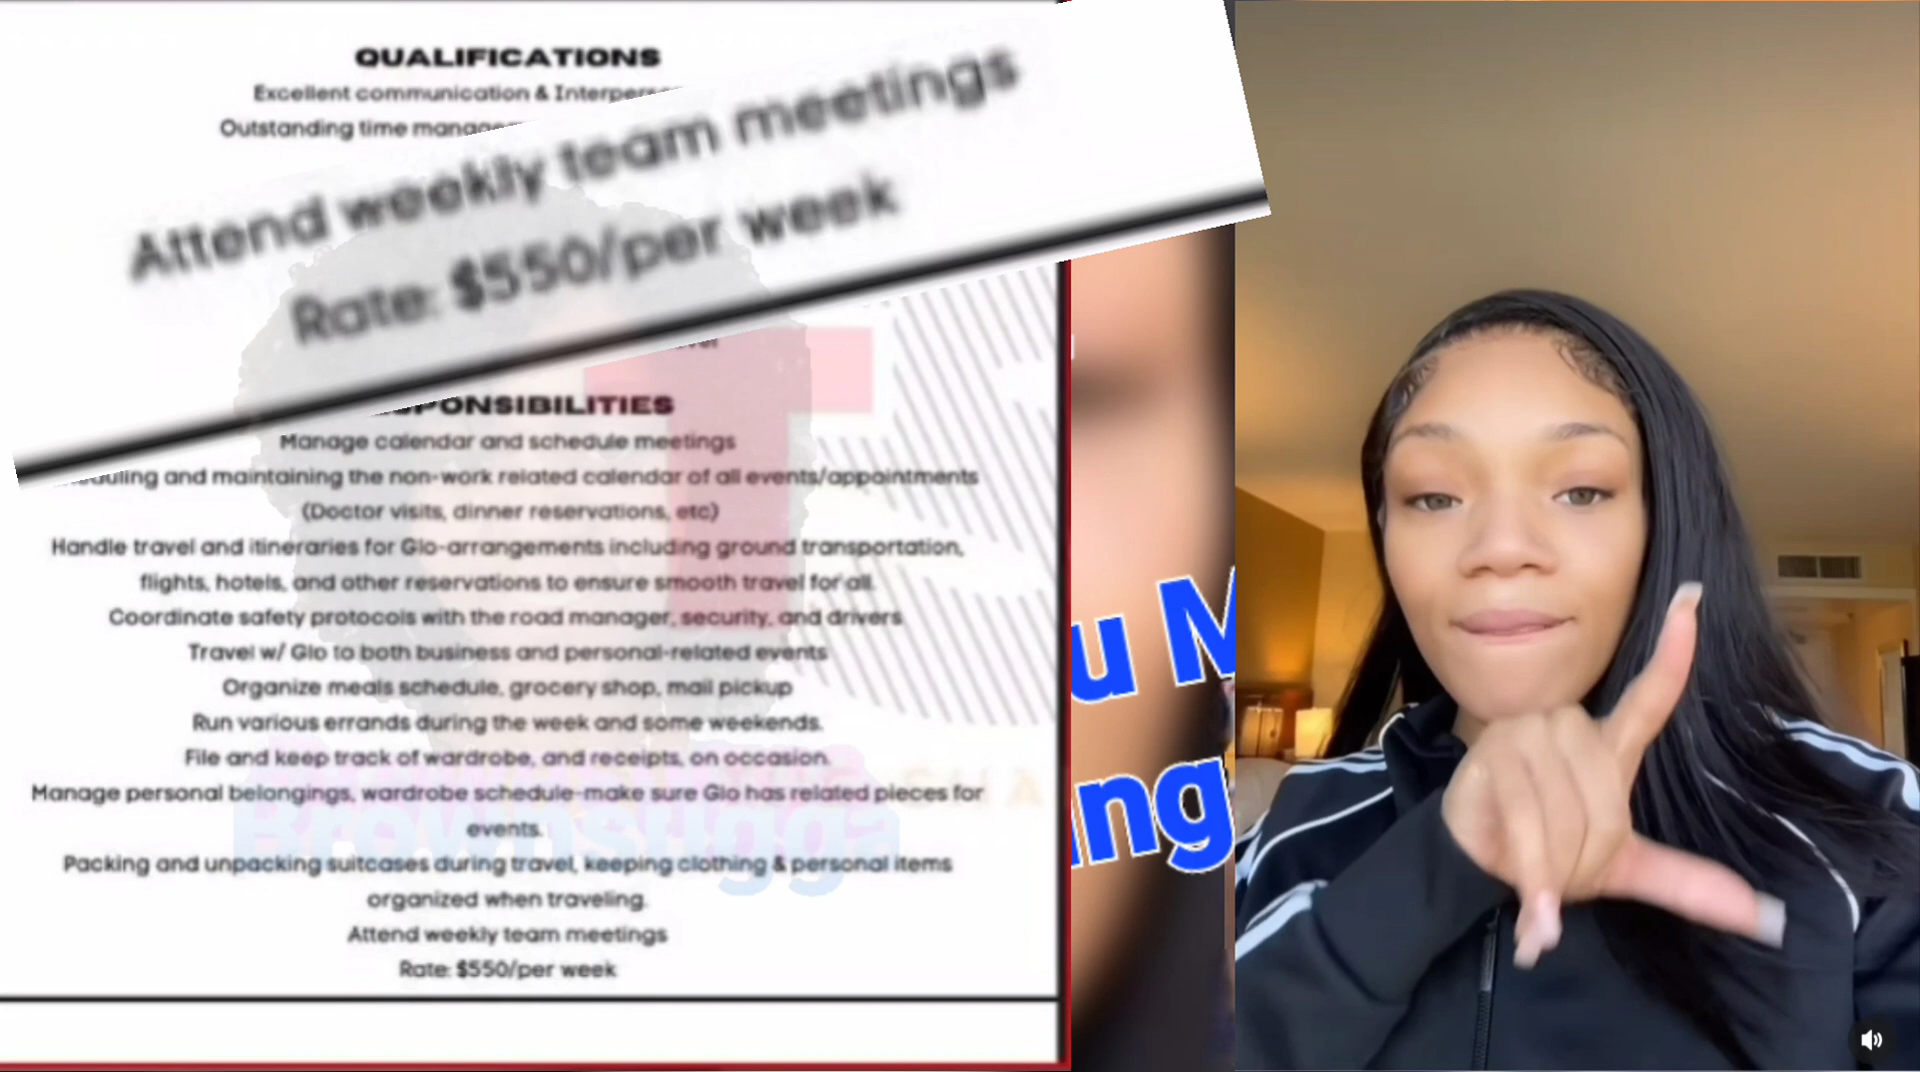 QUALIFICATIONS
Excellent communication &
Outstanding time
Attend weekly team meetings
Rate: $550/per week
Manage calendar and schedule meetings
and maintaining the non-work related calendar of all events/appointments
(Doctor visits, dinner reservations, etc)
Handle travel and itineraries for Glo-arrangements including ground transportation,
flights, hotels, and other reservations to ensure smooth travel for all.
Coordinate safety protocols with the road manager, security, and drivers
Travel w/ Glo to both business and personal-related events
Organize meals schedule, grocery shop, mail pickup
Run various errands during the week and some weekends.
File and keep track of wardrobe, and receipts, on occasion.
Manage personal belongings, wardrobe schedule-make sure Glo has related pieces for
events.
Packing and unpacking suitcases during travel, keeping clothing & personal items
organized when traveling.
Attend weekly team meetings
Rate: $550/per week
u M
ng